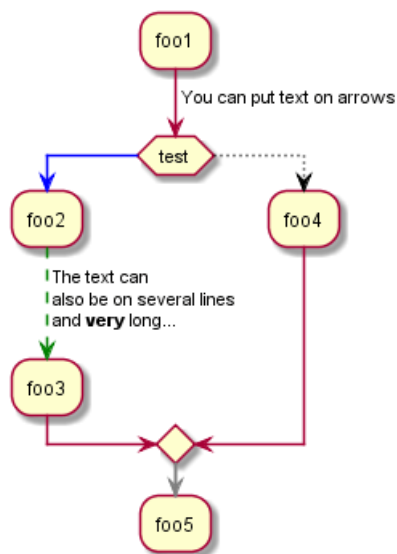 foo1
You can put text on arrows
test
foo2
foo4
The text can
also be on several lines
and very long...
foo3
foo5